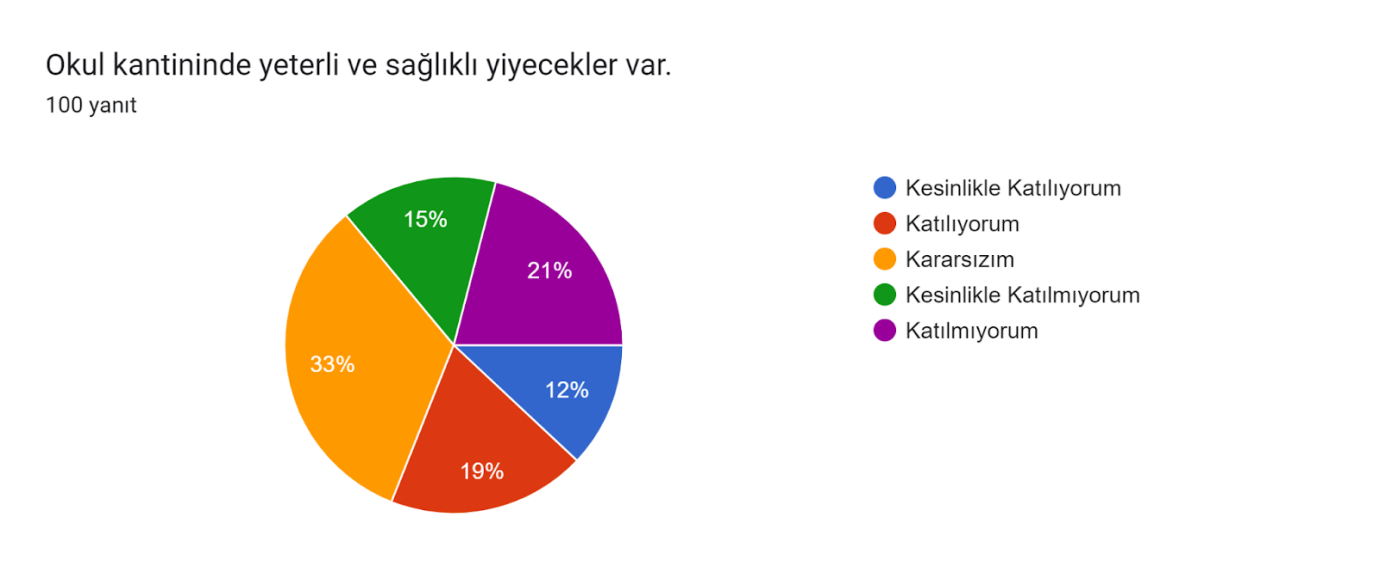 Okul kantininde yeterli ve sağlıklı yiyecekler var.
100 yanıt
15%
21%
33%
12%
19%
Kesinlikle Katılıyorum
Katılıyorum
Kararsızım
Kesinlikle Katılmıyorum
Katılmıyorum